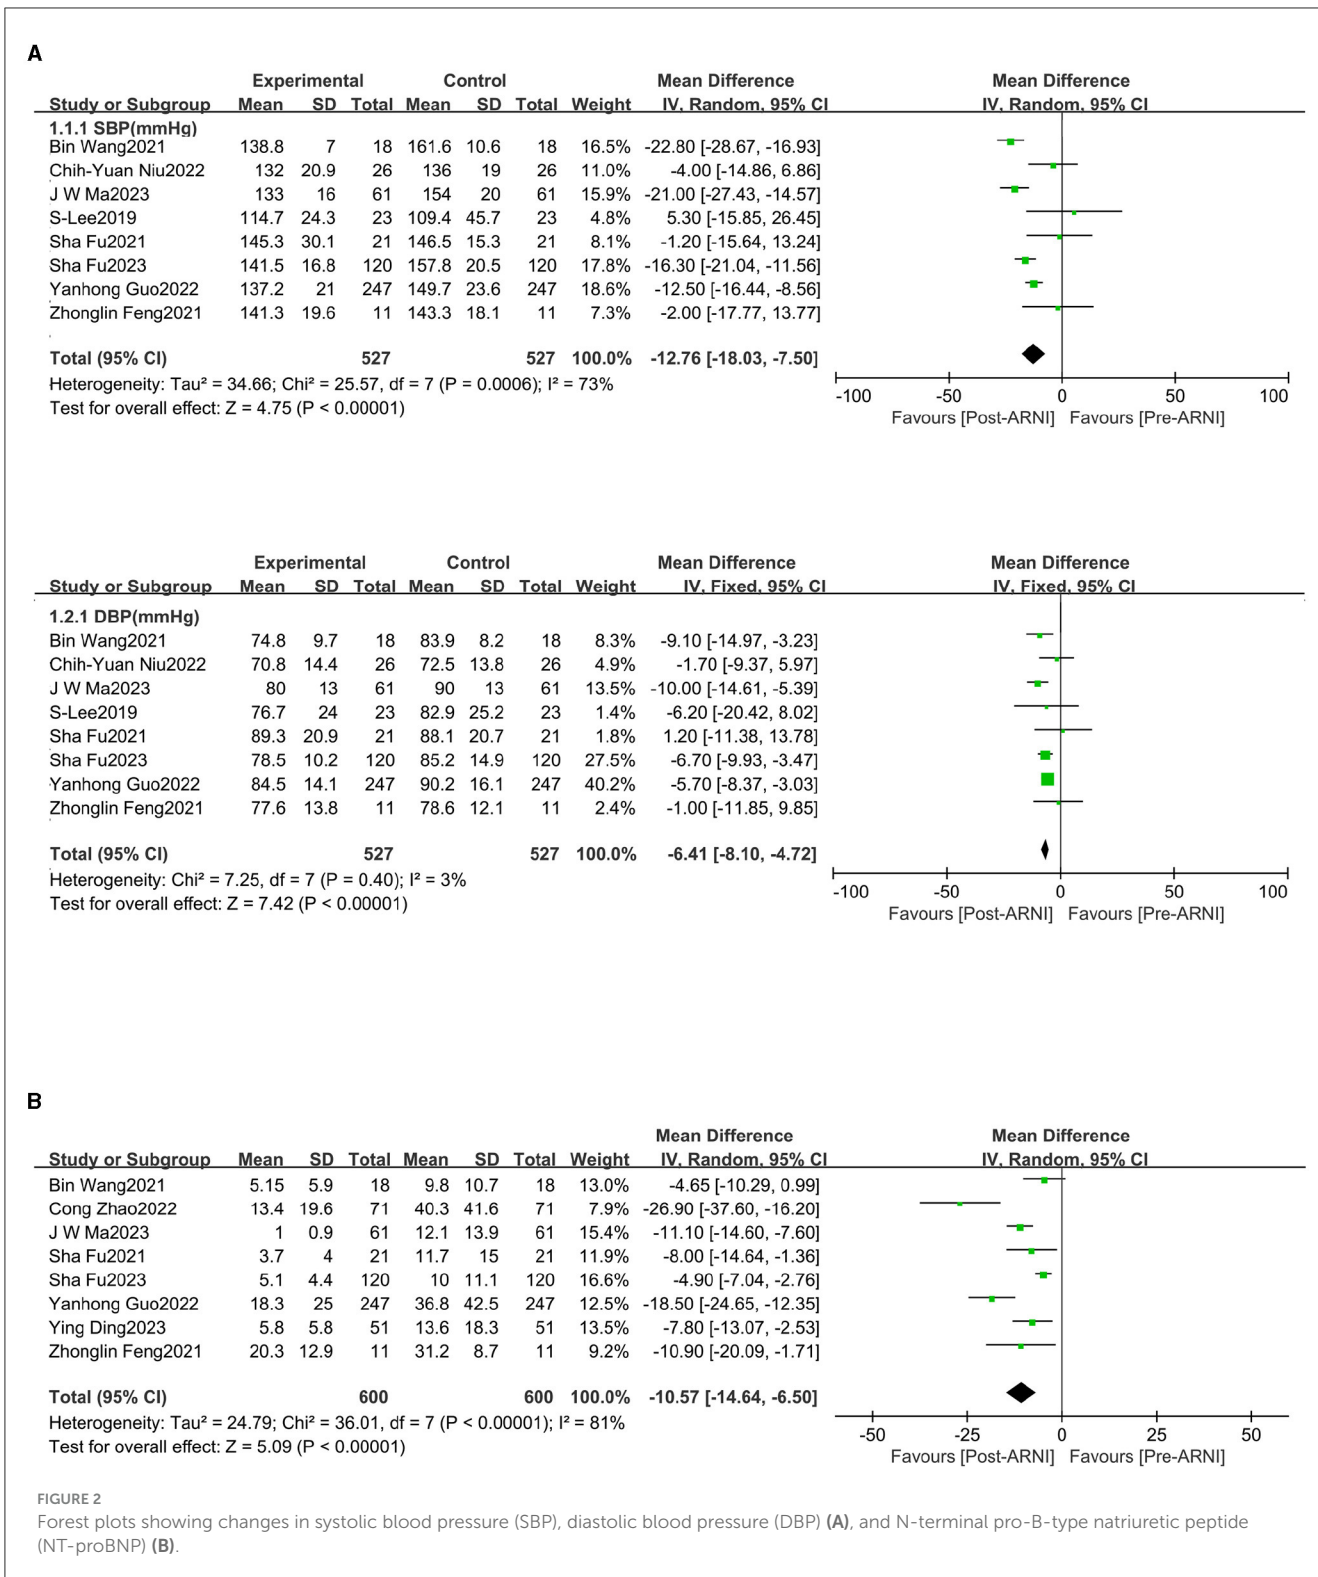 A
Experimental Control Mean Difference Mean Difference
Study or Subgroup Mean SD Total Mean SD Total Weight IV, Random, 95% CI IV, Random, 95% CI
1.1.1 SBP(mmHg)
Bin Wang2021 138.8 7 18 161.6 10.6 18 16.5% -22.80 [-28.67, -16.93]
Chih-Yuan Niu2022 132 20.9 26 136 19 26 11.0% -4.00 [-14.86, 6.86]
J W Ma2023 133 16 61 154 20 61 15.9% -21.00 [-27.43, -14.57]
S-Lee2019 114.7 24.3 23 109.4 45.7 23 4.8% 5.30 [-15.85, 26.45]
Sha Fu2021 145.3 30.1 21 146.5 15.3 21 8.1% -1.20 [-15.64, 13.24]
Sha Fu2023 141.5 16.8 120 157.8 20.5 120 17.8% -16.30 [-21.04, -11.56]
Yanhong Guo2022 137.2 21 247 149.7 23.6 247 18.6% -12.50 [-16.44, -8.56]
Zhonglin Feng2021 141.3 19.6 11 143.3 18.1 11 7.3% -2.00 [-17.77, 13.77]
Total (95% CI) 527 527 100.0% -12.76 [-18.03, -7.50]
Heterogeneity: Tau² = 34.66; Chi² = 25.57, df = 7 (P = 0.0006); I² = 73%
Test for overall effect: Z = 4.75 (P < 0.00001)
-100 -50 0 50 100
Favours [Post-ARNI] Favours [Pre-ARNI]
Experimental Control Mean Difference Mean Difference
Study or Subgroup Mean SD Total Mean SD Total Weight IV, Fixed, 95% CI IV, Fixed, 95% CI
1.2.1 DBP(mmHg)
Bin Wang2021 74.8 9.7 18 83.9 8.2 18 8.3% -9.10 [-14.97, -3.23]
Chih-Yuan Niu2022 70.8 14.4 26 72.5 13.8 26 4.9% -1.70 [-9.37, 5.97]
J W Ma2023 80 13 61 90 13 61 13.5% -10.00 [-14.61, -5.39]
S-Lee2019 76.7 24 23 82.9 25.2 23 1.4% -6.20 [-20.42, 8.02]
Sha Fu2021 89.3 20.9 21 88.1 20.7 21 1.8% 1.20 [-11.38, 13.78]
Sha Fu2023 78.5 10.2 120 85.2 14.9 120 27.5% -6.70 [-9.93, -3.47]
Yanhong Guo2022 84.5 14.1 247 90.2 16.1 247 40.2% -5.70 [-8.37, -3.03]
Zhonglin Feng2021 77.6 13.8 11 78.6 12.1 11 2.4% -1.00 [-11.85, 9.85]
Total (95% CI) 527 527 100.0% -6.41 [-8.10, -4.72]
Heterogeneity: Chi² = 7.25, df = 7 (P = 0.40); I² = 3%
Test for overall effect: Z = 7.42 (P < 0.00001)
-100 -50 0 50 100
Favours [Post-ARNI] Favours [Pre-ARNI]
B
Mean Difference Mean Difference
Study or Subgroup Mean SD Total Mean SD Total Weight IV, Random, 95% CI IV, Random, 95% CI
Bin Wang2021 5.15 5.9 18 9.8 10.7 18 13.0% -4.65 [-10.29, 0.99]
Cong Zhao2022 13.4 19.6 71 40.3 41.6 71 7.9% -26.90 [-37.60, -16.20]
J W Ma2023 1 0.9 61 12.1 13.9 61 15.4% -11.10 [-14.60, -7.60]
Sha Fu2021 3.7 4 21 11.7 15 21 11.9% -8.00 [-14.64, -1.36]
Sha Fu2023 5.1 4.4 120 10 11.1 120 16.6% -4.90 [-7.04, -2.76]
Yanhong Guo2022 18.3 25 247 36.8 42.5 247 12.5% -18.50 [-24.65, -12.35]
Ying Ding2023 5.8 5.8 51 13.6 18.3 51 13.5% -7.80 [-13.07, -2.53]
Zhonglin Feng2021 20.3 12.9 11 31.2 8.7 11 9.2% -10.90 [-20.09, -1.71]
Total (95% CI) 600 600 100.0% -10.57 [-14.64, -6.50]
Heterogeneity: Tau² = 24.79; Chi² = 36.01, df = 7 (P < 0.00001); I² = 81%
Test for overall effect: Z = 5.09 (P < 0.00001)
-50 -25 0 25 50
Favours [Post-ARNI] Favours [Pre-ARNI]
FIGURE 2
Forest plots showing changes in systolic blood pressure (SBP), diastolic blood pressure (DBP) (A), and N-terminal pro-B-type natriuretic peptide
(NT-proBNP) (B).